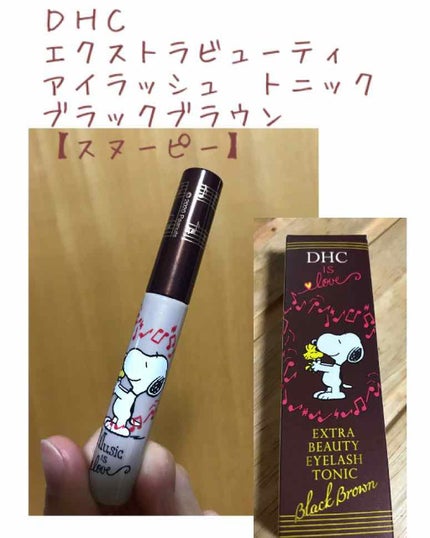 DHC
エクストラビューティ
アイラッシュ トニック
ブラックブラウン
【スヌーピー】
Music
is
love
DHC
IS
love
EXTRA
BEAUTY
EYELASH
TONIC
Black Brown